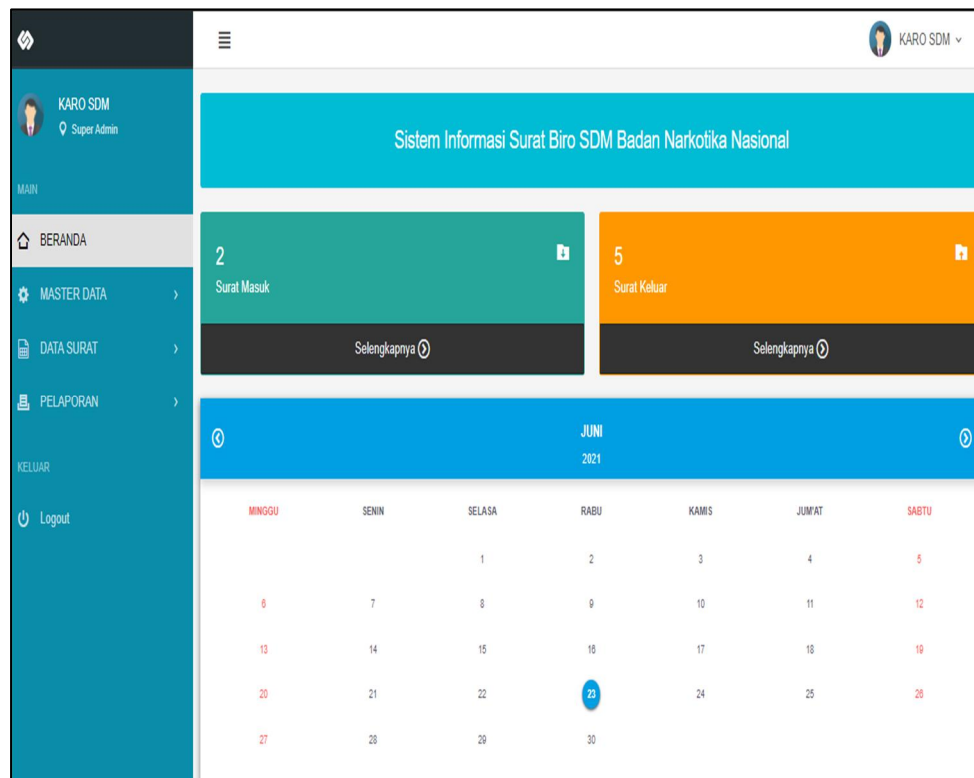 KARO SDM
KARO SDM
Super Admin
MAIN
BERANDA
MASTER DATA
DATA SURAT
PELAPORAN
KELUAR
Logout
Sistem Informasi Surat Biro SDM Badan Narkotika Nasional
2
Surat Masuk
Selengkapnya
5
Surat Keluar
Selengkapnya
JUNI
2021
MINGGU SENIN SELASA RABU KAMIS JUM'AT SABTU
1 2 3 4 5
6 7 8 9 10 11 12
13 14 15 16 17 18 19
20 21 22 23 24 25 26
27 28 29 30